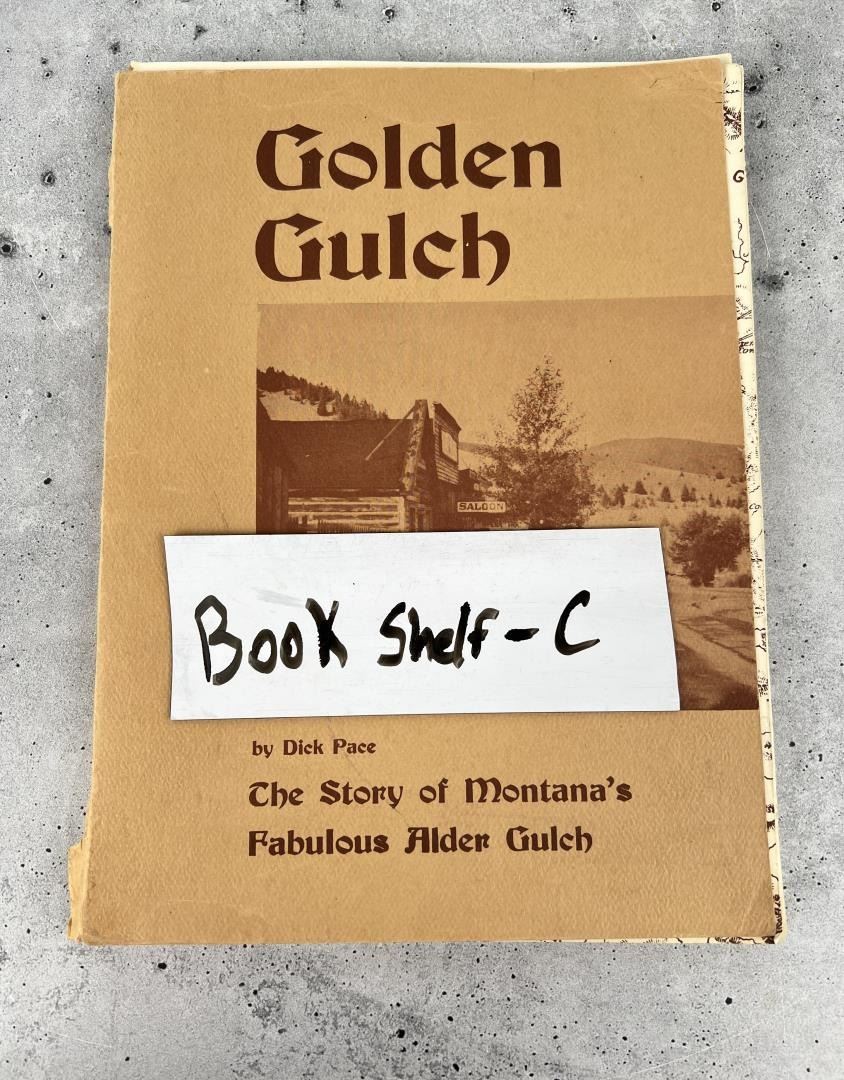 Golden
Gulch
SALOON
Book Shelf - C
by Dick Pace
The Story of Montana's
Fabulous Alder Gulch